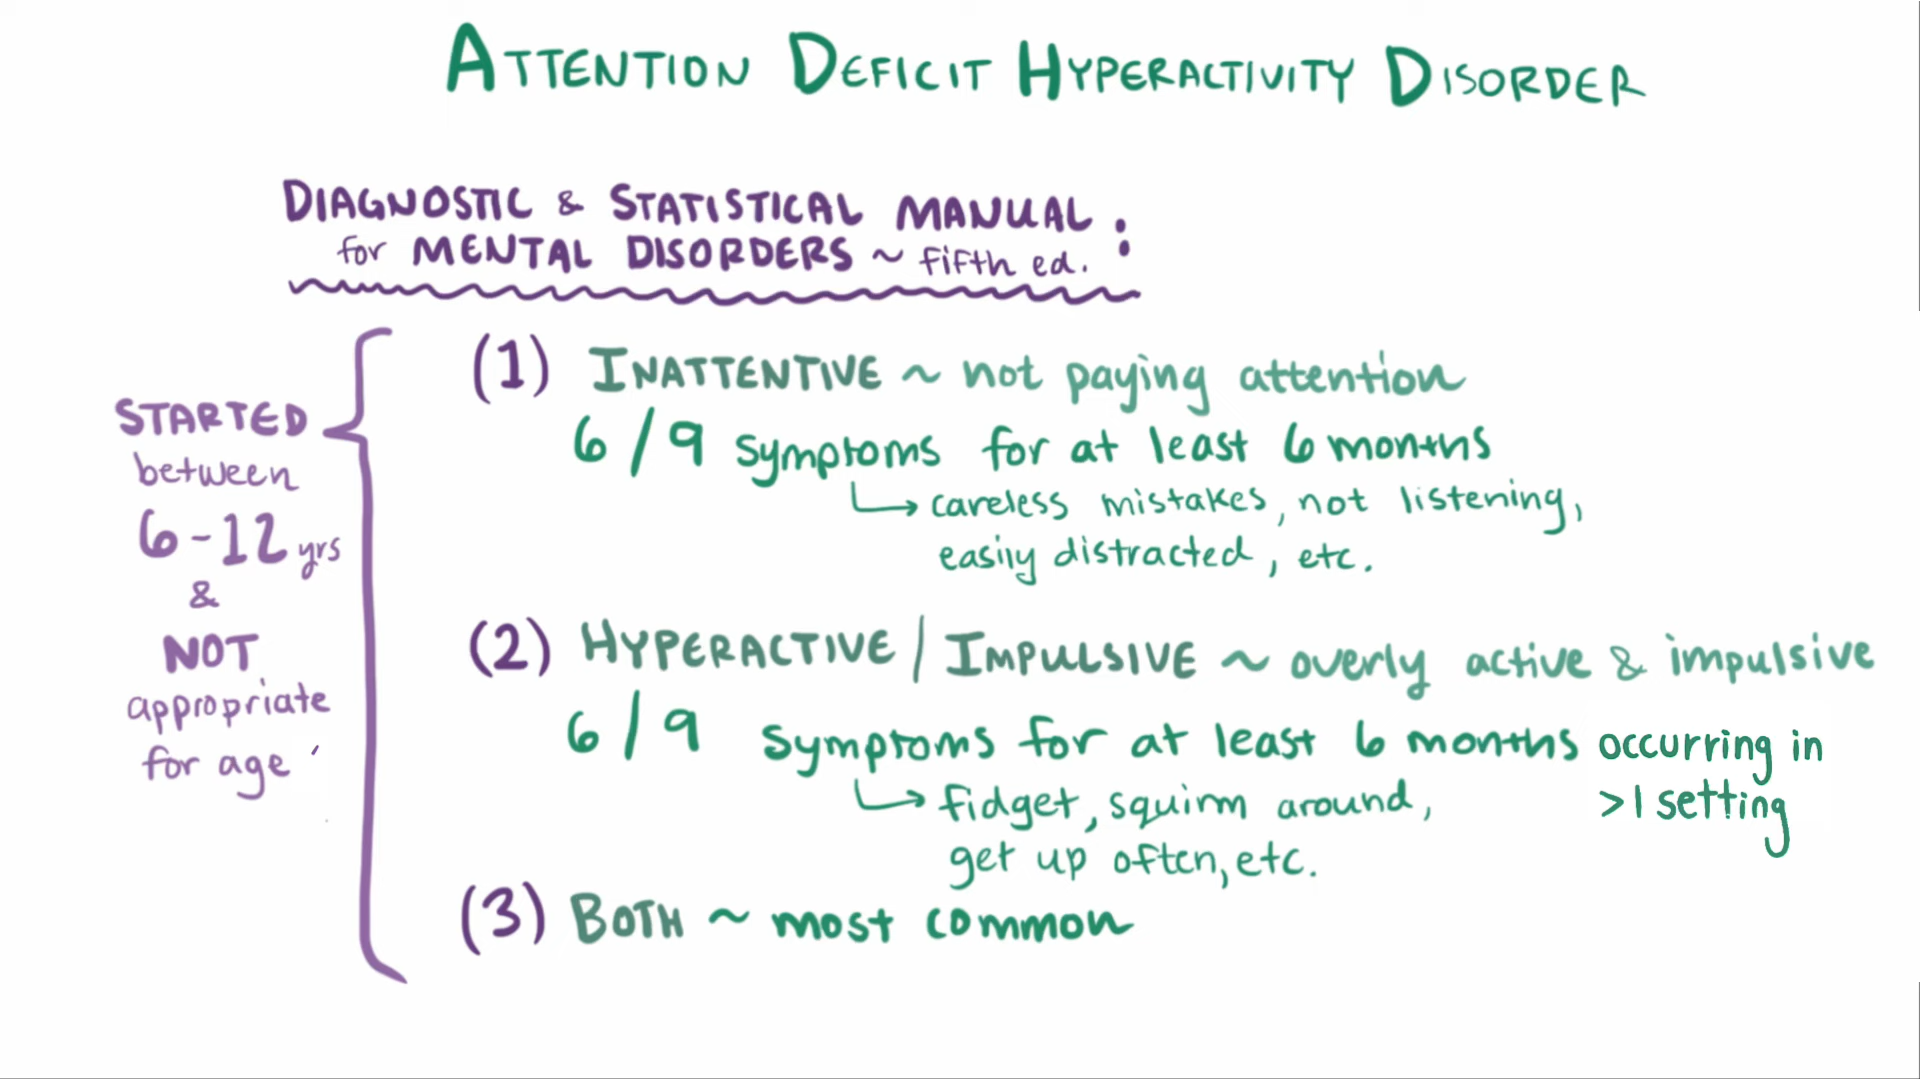 ATTENTION DEFICIT HYPERACTIVITY DISORDER
DIAGNOSTIC & STATISTICAL MANUAL
for MENTAL DISORDERS ~ fifth ed. :
STARTED
between
6-12 yrs
&
NOT
appropriate
for age
(1) INATTENTIVE ~ not paying attention
6/9 symptoms for at least 6 months
careless mistakes, not listening,
easily distracted, etc.
(2) HYPERACTIVE/IMPULSIVE ~ overly active & impulsive
6/9 symptoms for at least 6 months occurring in
>1 setting
fidget, squirm around,
get up often, etc.
(3) BOTH ~ most common